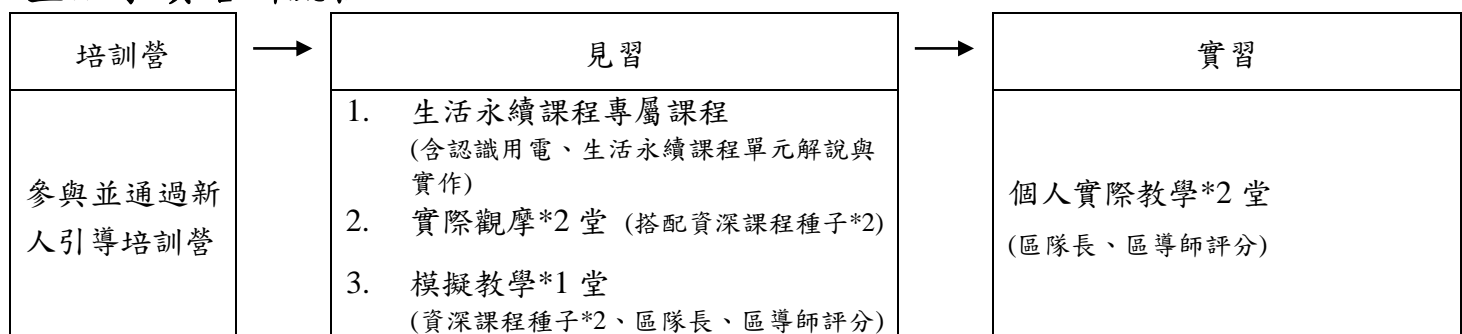 培訓營
見習
實習
參與並通過新
人引導培訓營
1. 生活永續課程專屬課程
(含認識用電、生活永續課程單元解說與
實作)
2. 實際觀摩*2 堂 (搭配資深課程種子*2)
3. 模擬教學*1 堂
(資深課程種子*2、區隊長、區導師評分)
個人實際教學*2 堂
(區隊長、區導師評分)